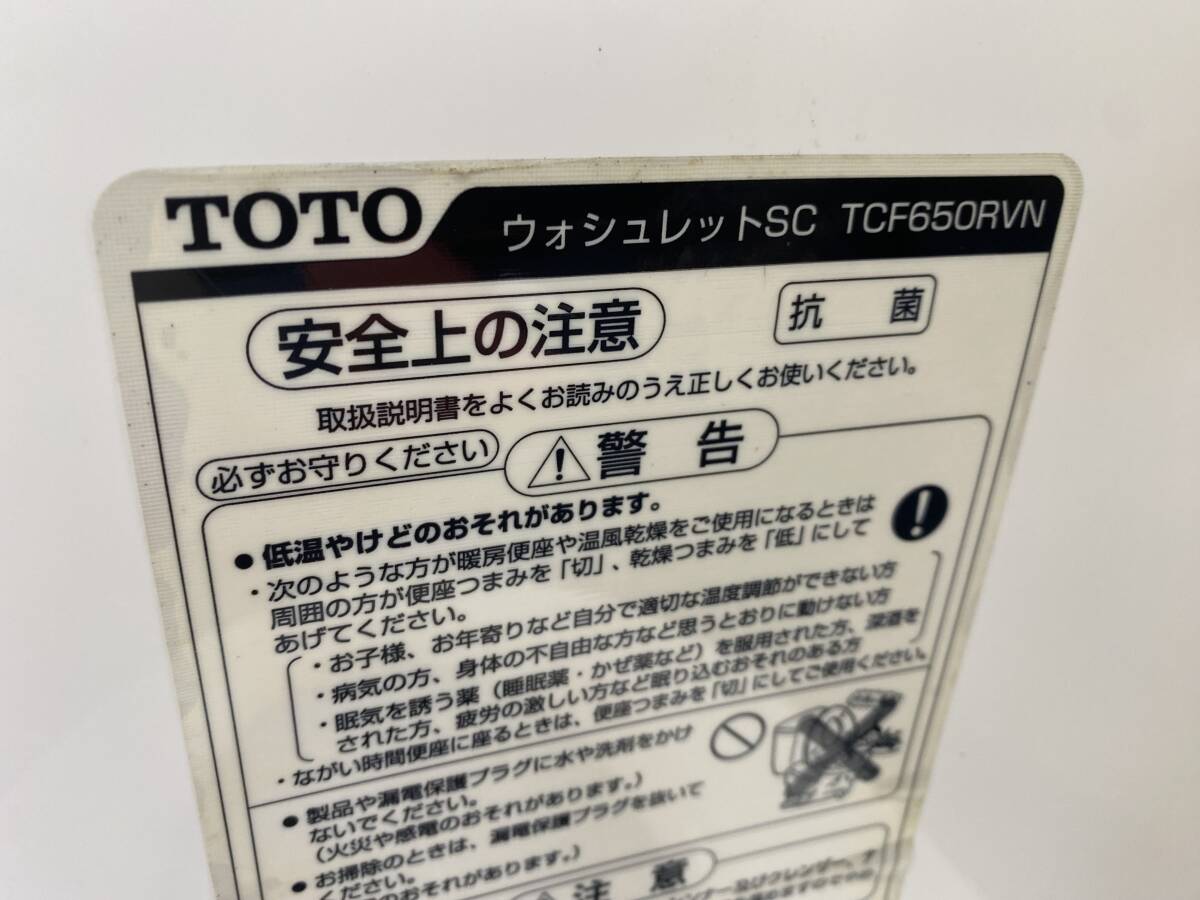 TOTO ウォシュレットSC TCF650RVN
安全上の注意 抗菌
取扱説明書をよくお読みのうえ正しくお使いください。
必ずお守りください 警告
●低温やけどのおそれがあります。
・次のような方が暖房便座や温風乾燥をご使用になるときは
周囲の方が便座つまみを「切」、乾燥つまみを「低」にして
あげてください。
・お子様、お年寄りなど自分で適切な温度調節ができない方
・病気の方、身体の不自由な方など思うとおりに動けない方
・眠気を誘う薬（睡眠薬・かぜ薬など）を服用された方、深酒を
された方、疲労の激しい方など眠り込むおそれのある方
・ながい時間便座に座るときは、便座つまみを「切」にしてご使用ください。
●製品や漏電保護プラグに水や洗剤をかけ
ないでください。
（火災や感電のおそれがあります。）
●お掃除のときは、漏電保護プラグを抜いて
ください。
のおそれがあります。）
注意